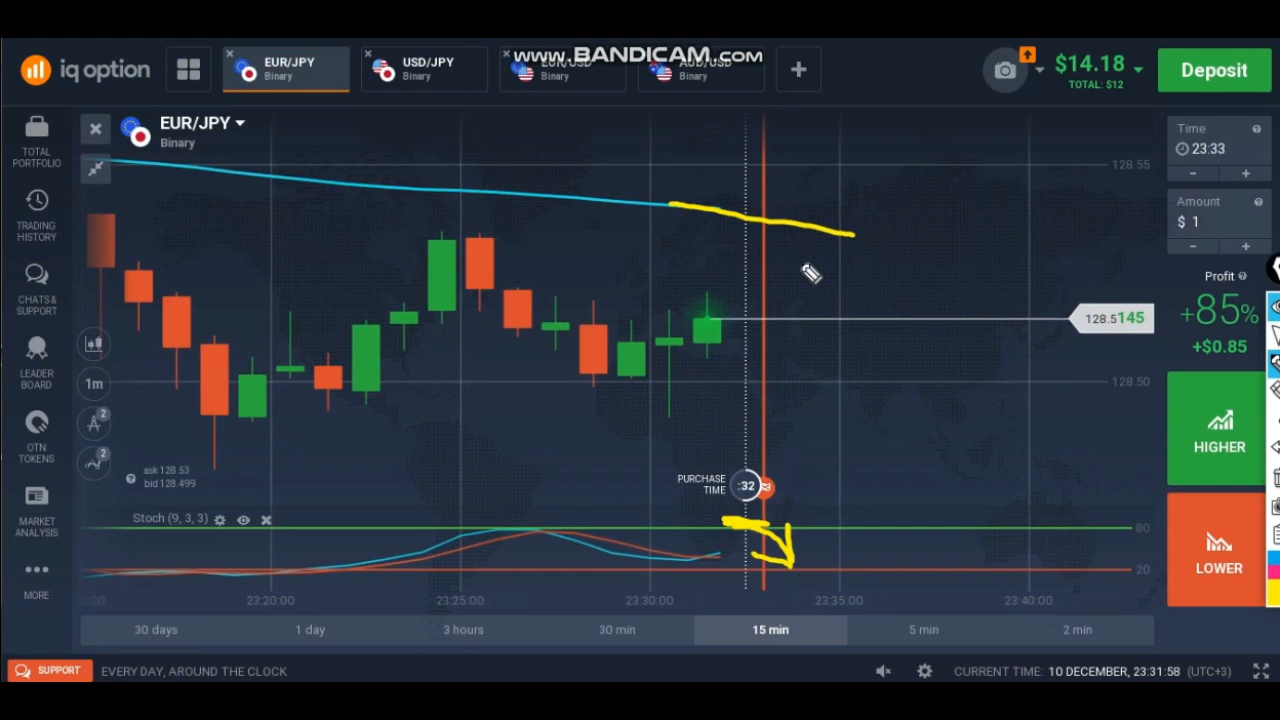 www.BANDICAM.com
iq option
EUR/JPY
Binary
USD/JPY
Binary
EUR/USD
Binary
AUD/USD
Binary
$14.18
TOTAL: $12
Deposit
TOTAL
PORTFOLIO
TRADING
HISTORY
CHATS &
SUPPORT
LEADER
BOARD
OTN
TOKENS
MARKET
ANALYSIS
MORE
EUR/JPY
Binary
128.55
128.5145
128.50
1m
2
2
ask 128.53
bid 128.499
PURCHASE
TIME
:32
Stoch (9, 3, 3)
80
20
23:20:00
23:25:00
23:30:00
23:35:00
23:40:00
30 days
1 day
3 hours
30 min
15 min
5 min
2 min
Time
23:33
- +
Amount
$ 1
- +
Profit
+85%
+$0.85
HIGHER
LOWER
SUPPORT
EVERY DAY, AROUND THE CLOCK
CURRENT TIME: 10 DECEMBER, 23:31:58 (UTC+3)